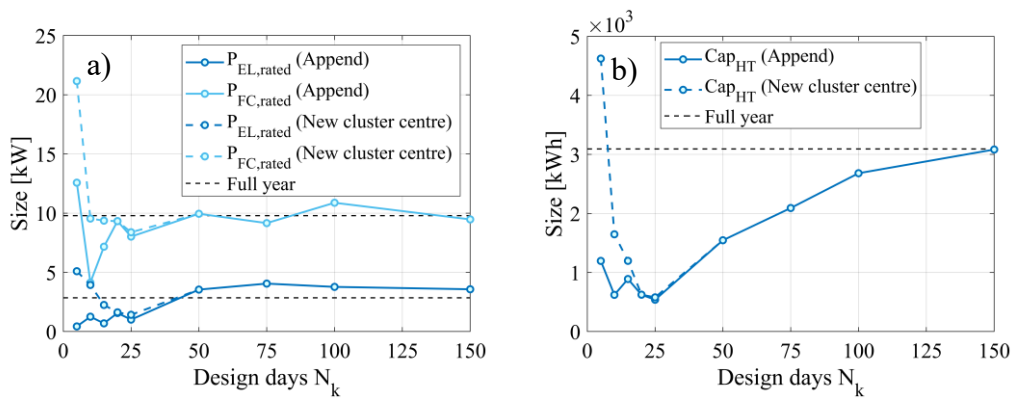 a)
25
20
15
10
5
0
Size [kW]
P_EL,rated (Append)
P_FC,rated (Append)
P_EL,rated (New cluster centre)
P_FC,rated (New cluster centre)
Full year
0 25 50 75 100 125 150
Design days N_k
b)
×10³
5
4
3
2
1
0
Size [kWh]
Cap_HT (Append)
Cap_HT (New cluster centre)
Full year
0 25 50 75 100 125 150
Design days N_k